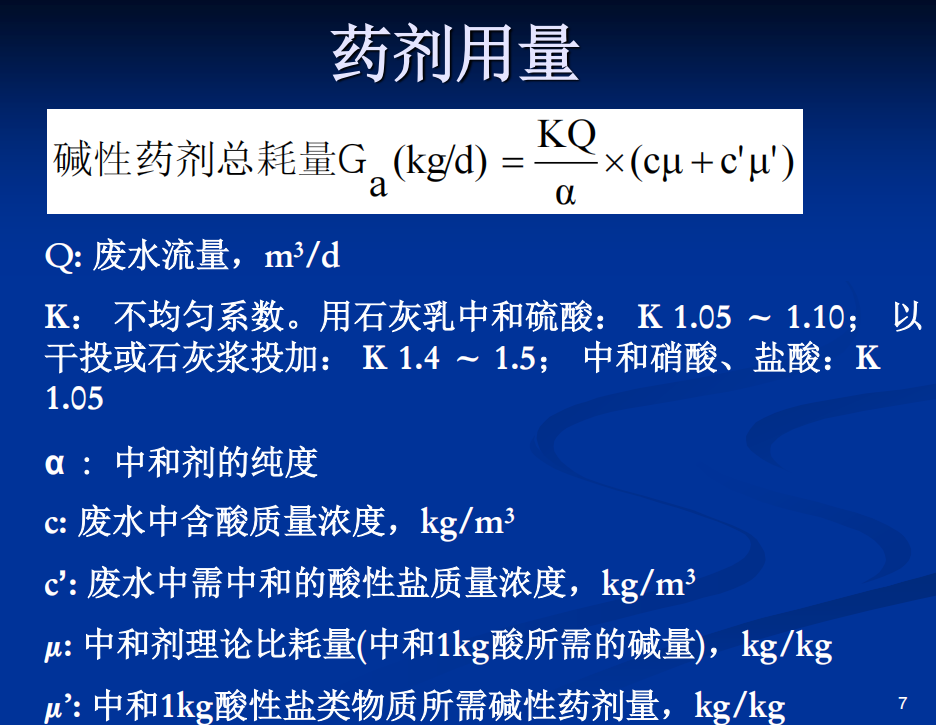 药剂用量
碱性药剂总耗量Ga(kg/d) = KQ/α ×(cμ + c'μ')
Q: 废水流量，m³/d
K： 不均匀系数。用石灰乳中和硫酸： K 1.05 ~ 1.10； 以
干投或石灰浆投加： K 1.4 ~ 1.5； 中和硝酸、盐酸：K
1.05
α ： 中和剂的纯度
c: 废水中含酸质量浓度，kg/m³
c’: 废水中需中和的酸性盐质量浓度，kg/m³
μ: 中和剂理论比耗量(中和1kg酸所需的碱量)，kg/kg
μ’: 中和1kg酸性盐类物质所需碱性药剂量，kg/kg
7